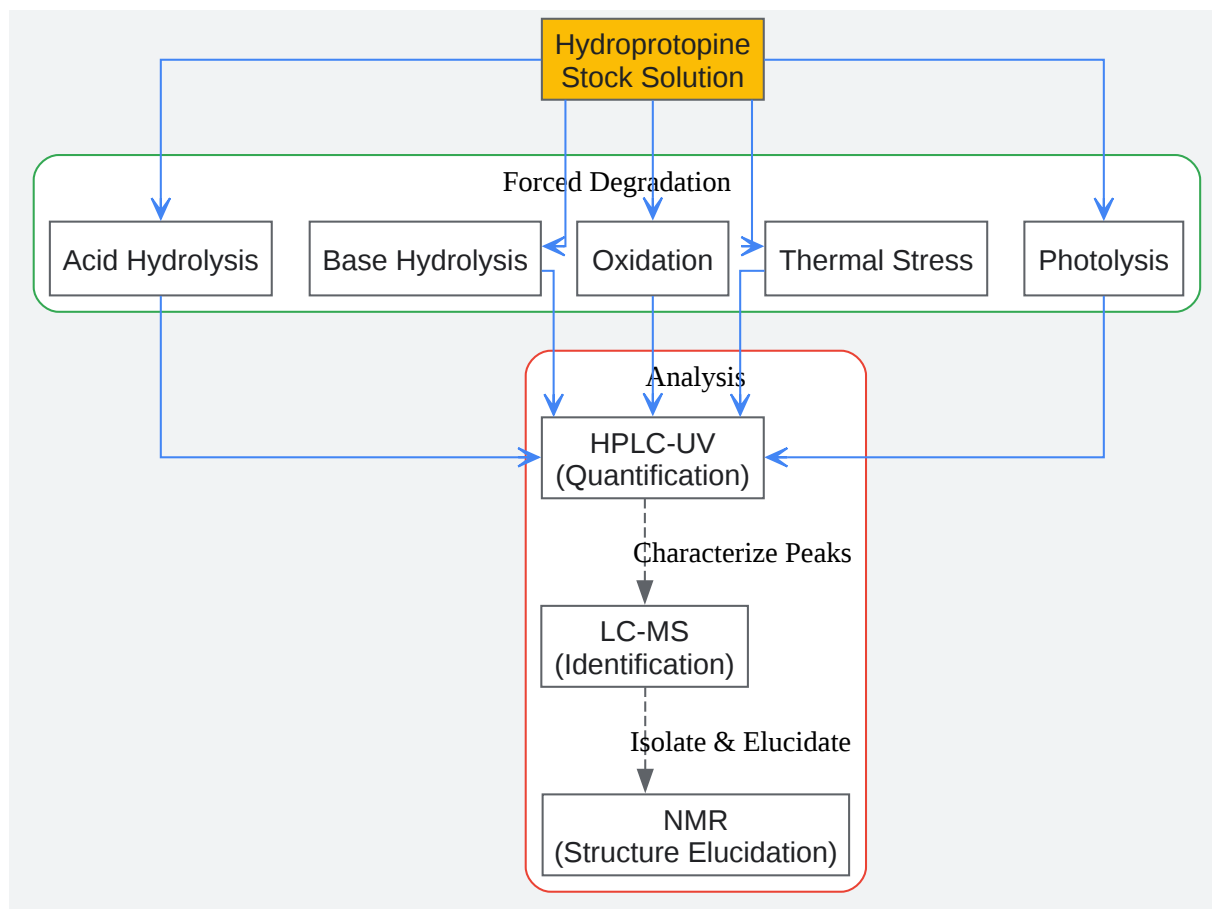 Hydroprotopine
Stock Solution
Forced Degradation
Acid Hydrolysis
Base Hydrolysis
Oxidation
Thermal Stress
Photolysis
Analysis
HPLC-UV
(Quantification)
Characterize Peaks
LC-MS
(Identification)
Isolate & Elucidate
NMR
(Structure Elucidation)